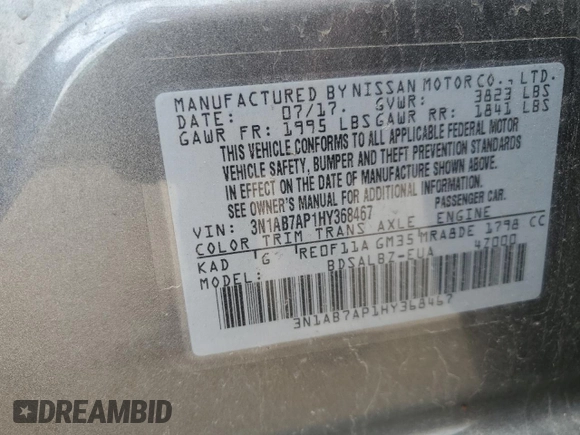 MANUFACTURED BY NISSAN MOTOR CO., LTD.
DATE: 07/17. GVWR: 3823 LBS
GAWR FR: 1995 LBS GAWR RR: 1841 LBS
THIS VEHICLE CONFORMS TO ALL APPLICABLE FEDERAL MOTOR
VEHICLE SAFETY, BUMPER AND THEFT PREVENTION STANDARDS
IN EFFECT ON THE DATE OF MANUFACTURE SHOWN ABOVE.
SEE OWNER'S MANUAL FOR ADDITIONAL INFORMATION.
VIN: 3N1AB7AP1HY368467 PASSENGER CAR.
COLOR TRIM TRANS AXLE ENGINE
KAD G RE0F11A GM35 MRA8DE 1798 CC
MODEL: BDSALBZ-EUA 47000
3N1AB7AP1HY368467
DREAMBID